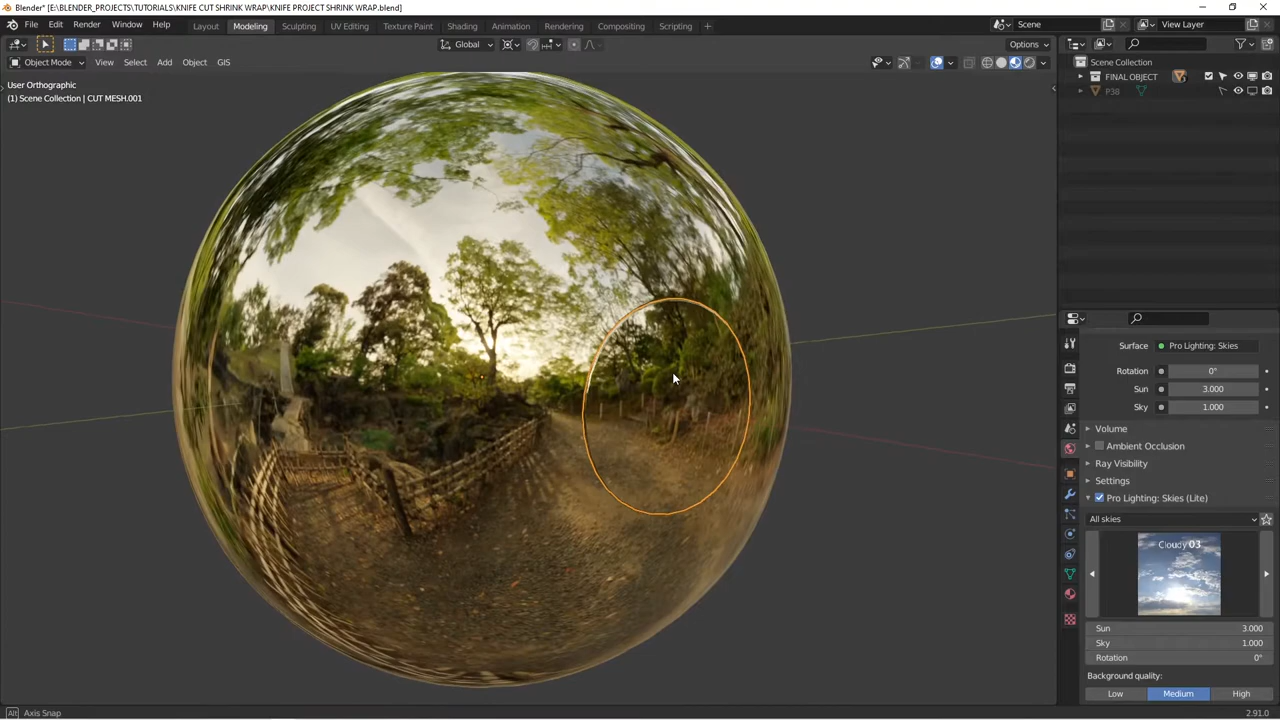 Blender* [E:\BLENDER_PROJECTS\TUTORIALS\KNIFE CUT SHRINK WRAP\KNIFE PROJECT SHRINK WRAP.blend]
File Edit Render Window Help Layout Modeling Sculpting UV Editing Texture Paint Shading Animation Rendering Compositing Scripting + Scene View Layer
Global Options
Object Mode View Select Add Object GIS
User Orthographic
(1) Scene Collection | CUT MESH.001
Scene Collection
FINAL OBJECT
P38
Surface Pro Lighting: Skies
Rotation 0°
Sun 3.000
Sky 1.000
Volume
Ambient Occlusion
Ray Visibility
Settings
Pro Lighting: Skies (Lite)
All skies
Cloudy 03
Sun 3.000
Sky 1.000
Rotation 0°
Background quality:
Low Medium High
Alt Axis Snap 2.91.0